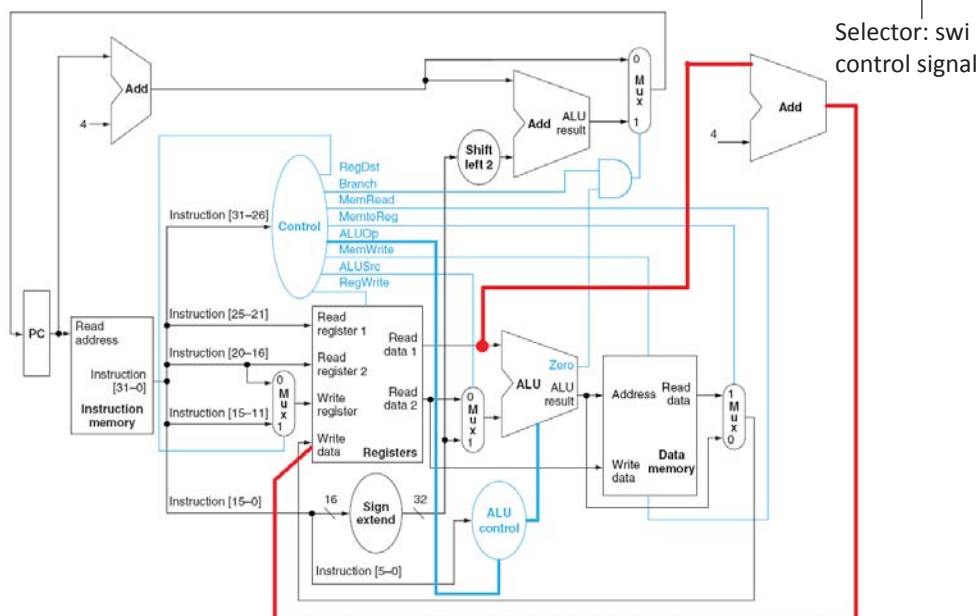 Selector: swi
control signal
Add
4
Add
ALU
result
Shift
left 2
0
M
u
x
1
Add
4
RegDst
Branch
MemRead
MemtoReg
ALUOp
MemWrite
ALUSrc
RegWrite
Control
Instruction [31–26]
Instruction [25–21]
Instruction [20–16]
Instruction [15–11]
Instruction [15–0]
Instruction [5–0]
PC
Read
address
Instruction
[31–0]
Instruction
memory
0
M
u
x
1
Read
register 1
Read
register 2
Write
register
Write
data
Read
data 1
Read
data 2
Registers
0
M
u
x
1
Zero
ALU
ALU
result
Address
Read
data
Write
data
Data
memory
1
M
u
x
0
16
Sign
extend
32
ALU
control